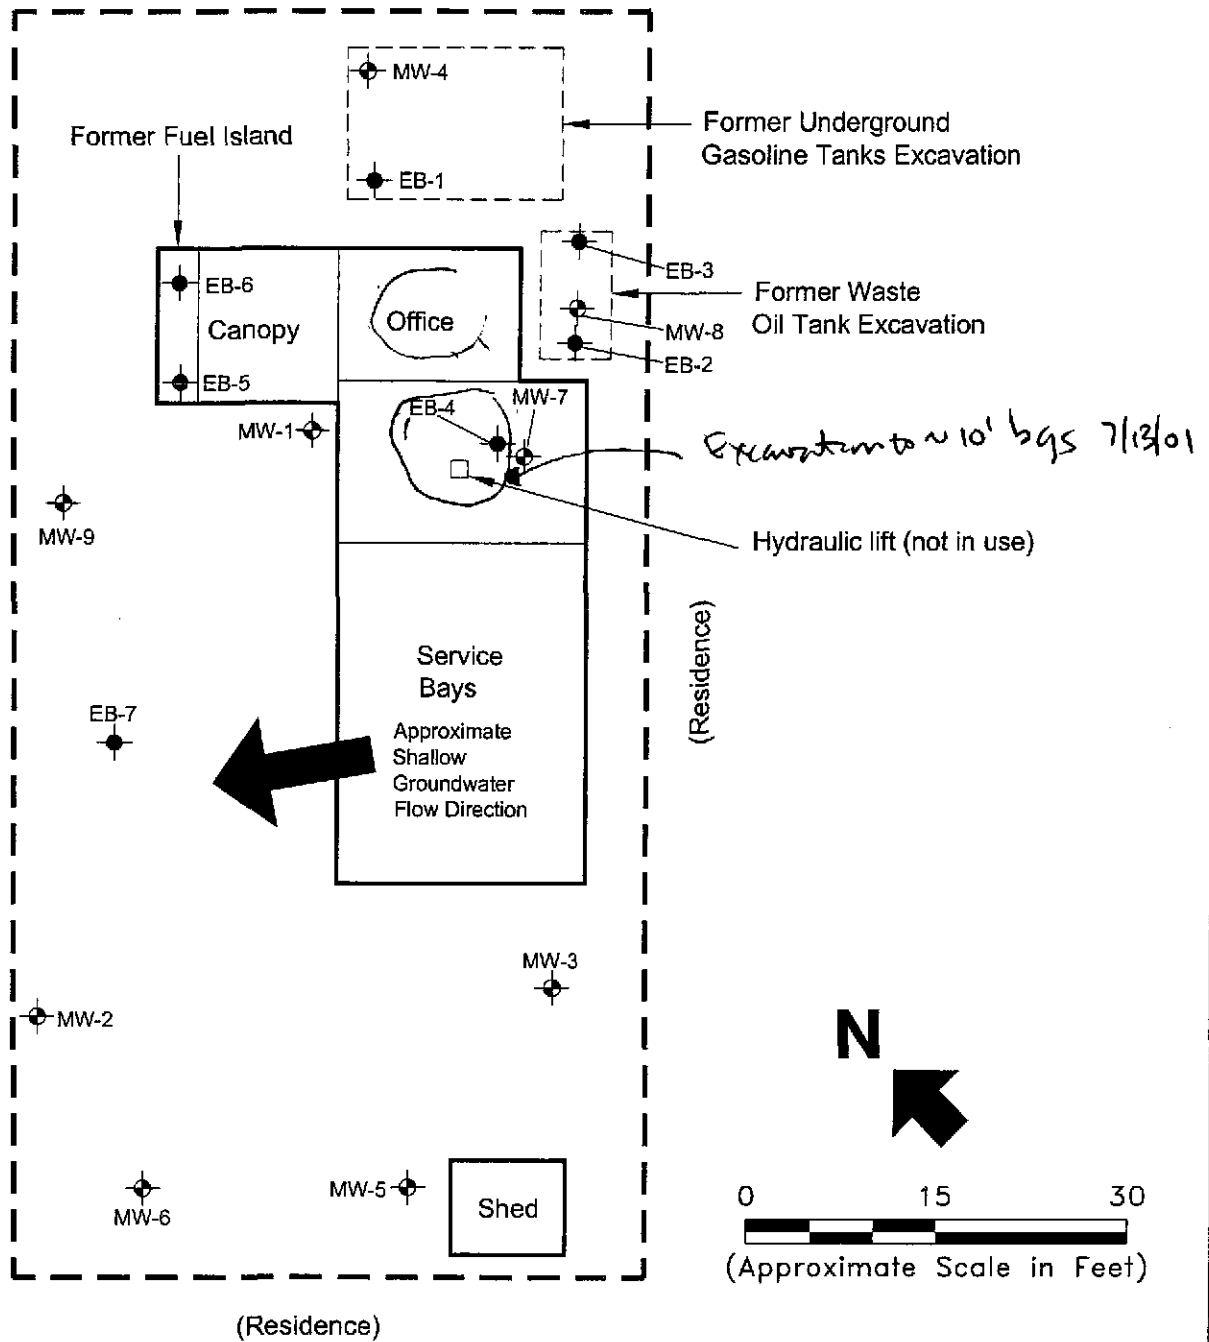 MW-4
Former Fuel Island
Former Underground
Gasoline Tanks Excavation
EB-1
EB-3
EB-6
Former Waste
Oil Tank Excavation
Canopy
Office
MW-8
EB-2
EB-5
MW-7
EB-4
MW-1
Excavation to ~ 10' bgs 7/13/01
MW-9
Hydraulic lift (not in use)
(Residence)
Service
Bays
EB-7
Approximate
Shallow
Groundwater
Flow Direction
MW-3
MW-2
N
MW-5
MW-6
Shed
0 15 30
(Approximate Scale in Feet)
(Residence)